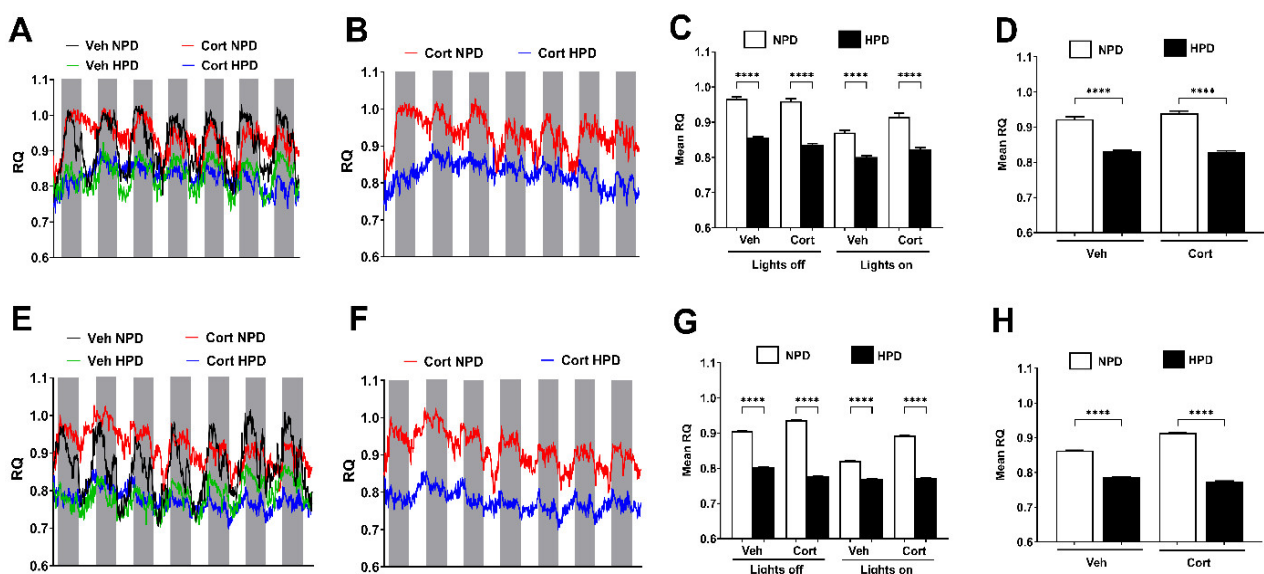 A
Veh NPD Cort NPD
Veh HPD Cort HPD
RQ
1.1
1.0
0.9
0.8
0.7
0.6
B
Cort NPD Cort HPD
RQ
1.1
1.0
0.9
0.8
0.7
0.6
C
NPD HPD
Mean RQ
1.1
1.0
0.9
0.8
0.7
0.6
**** **** **** ****
Veh Cort Veh Cort
Lights off Lights on
D
NPD HPD
Mean RQ
1.1
1.0
0.9
0.8
0.7
0.6
**** ****
Veh Cort
E
Veh NPD Cort NPD
Veh HPD Cort HPD
RQ
1.1
1.0
0.9
0.8
0.7
0.6
F
Cort NPD Cort HPD
RQ
1.1
1.0
0.9
0.8
0.7
0.6
G
NPD HPD
Mean RQ
1.1
1.0
0.9
0.8
0.7
0.6
**** **** **** ****
Veh Cort Veh Cort
Lights off Lights on
H
NPD HPD
Mean RQ
1.1
1.0
0.9
0.8
0.7
0.6
**** ****
Veh Cort